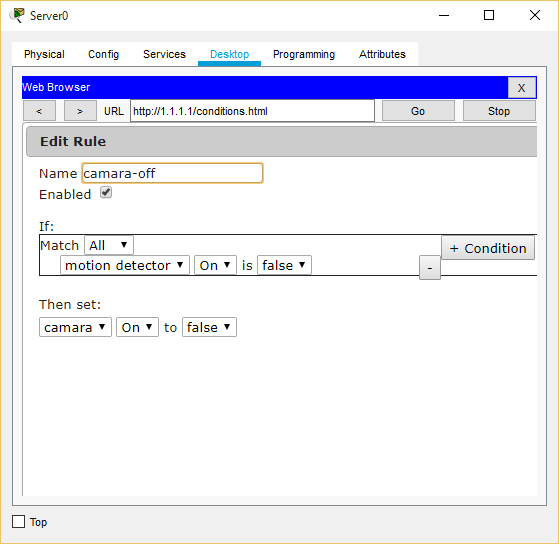 Server0
Physical Config Services Desktop Programming Attributes
Web Browser X
< > URL http://1.1.1.1/conditions.html Go Stop
Edit Rule
Name camara-off
Enabled
If:
Match All + Condition
motion detector On is false -
Then set:
camara On to false
Top